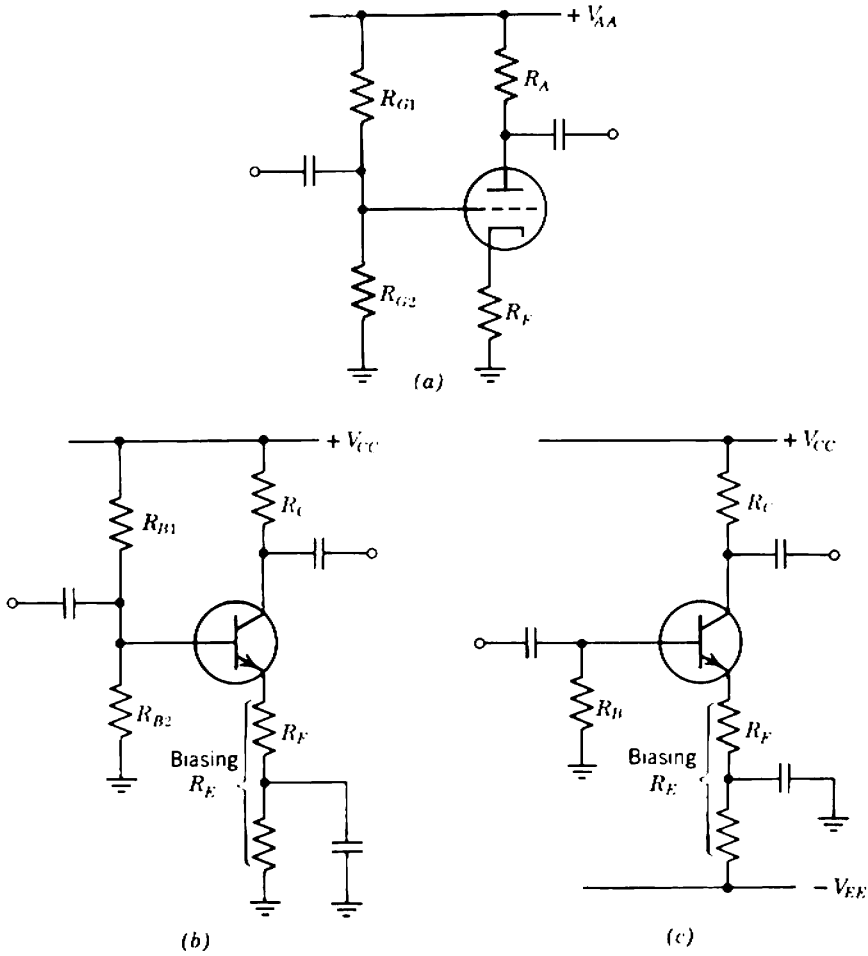 + V_AA
R_A
R_G1
R_G2
R_F
(a)
+ V_CC
R_C
R_B1
R_B2
R_F
Biasing
R_E
(b)
+ V_CC
R_C
R_B
R_F
Biasing
R_E
− V_EE
(c)